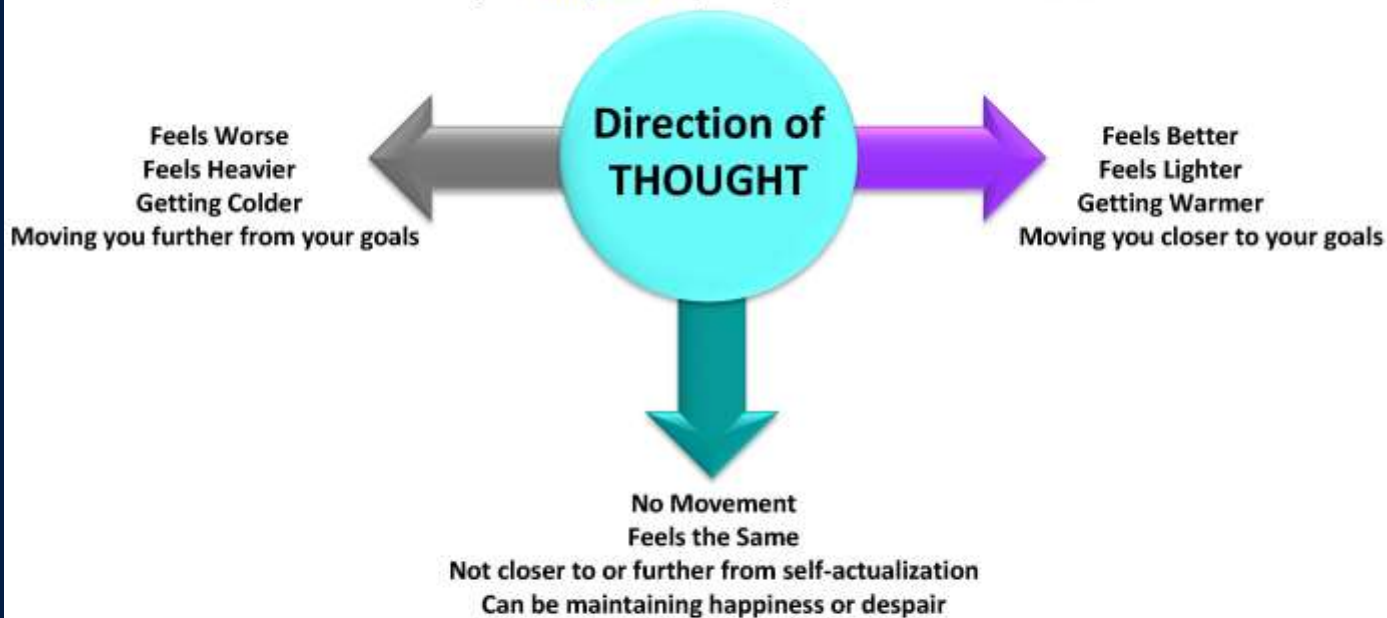 Direction of
THOUGHT
Feels Worse
Feels Heavier
Getting Colder
Moving you further from your goals
Feels Better
Feels Lighter
Getting Warmer
Moving you closer to your goals
No Movement
Feels the Same
Not closer to or further from self-actualization
Can be maintaining happiness or despair